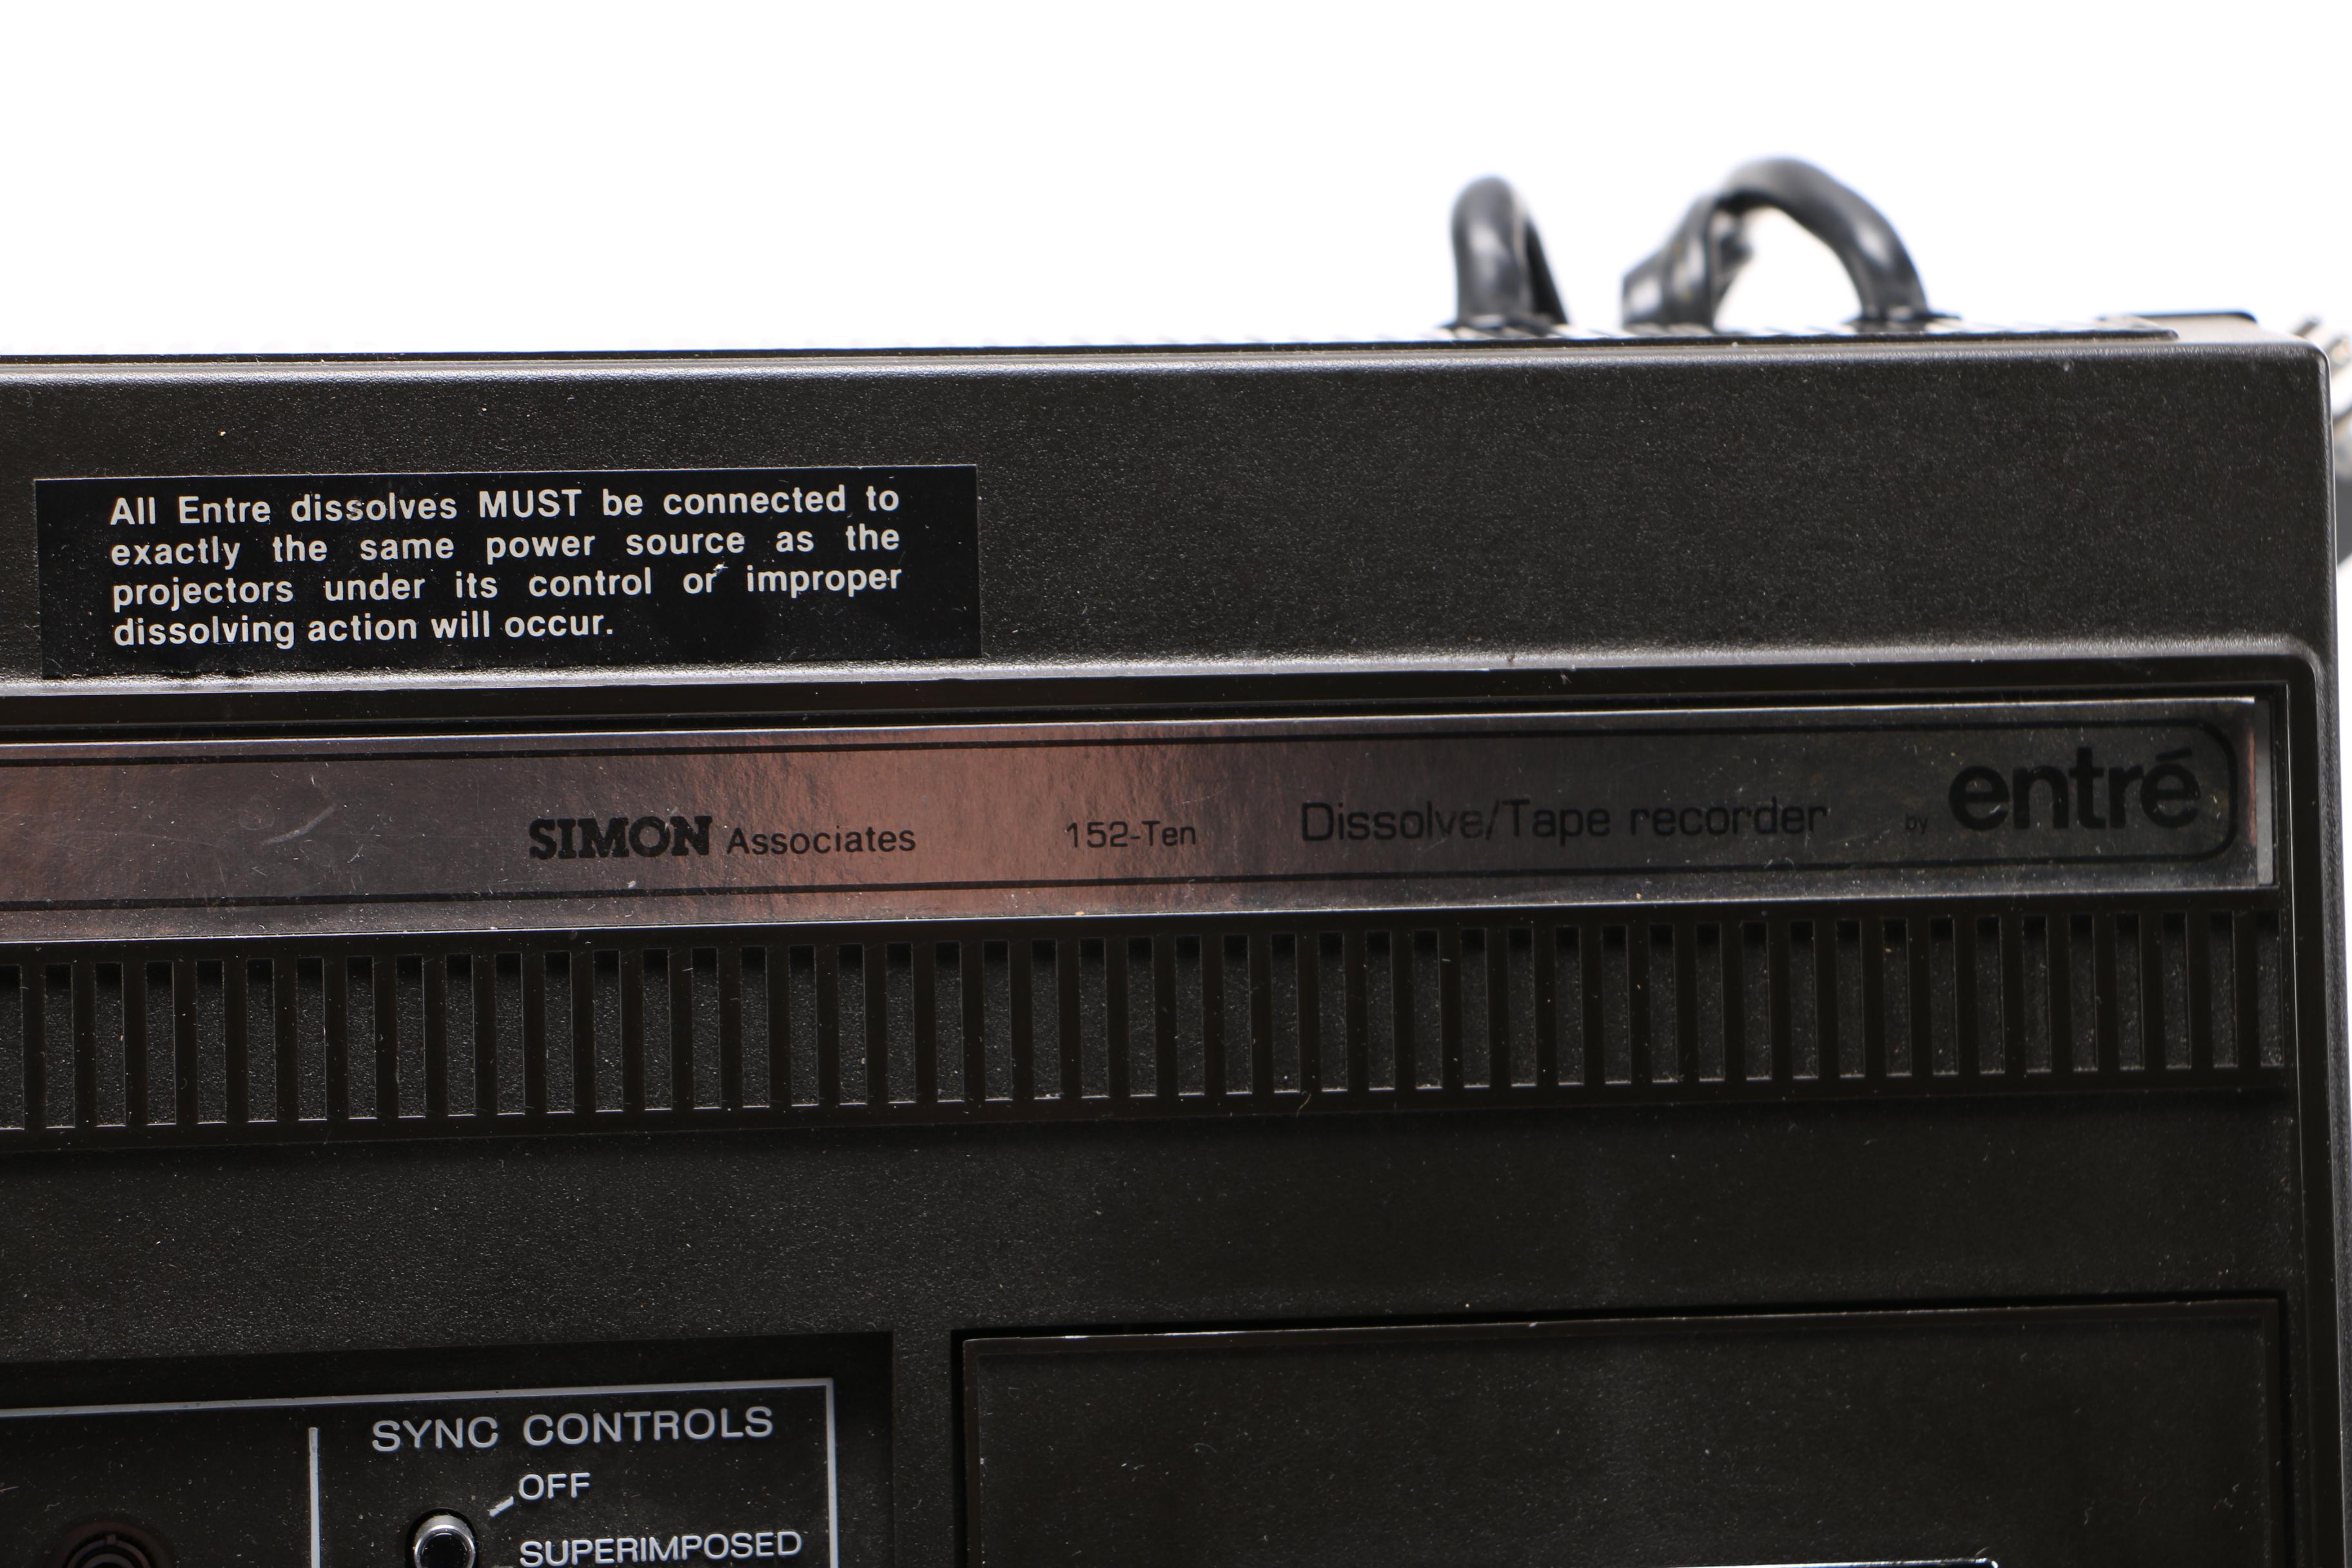 All Entre dissolves MUST be connected to
exactly the same power source as the
projectors under its control or improper
dissolving action will occur.
SIMON Associates 152-Ten Dissolve/Tape recorder by entré
SYNC CONTROLS
OFF
SUPERIMPOSED